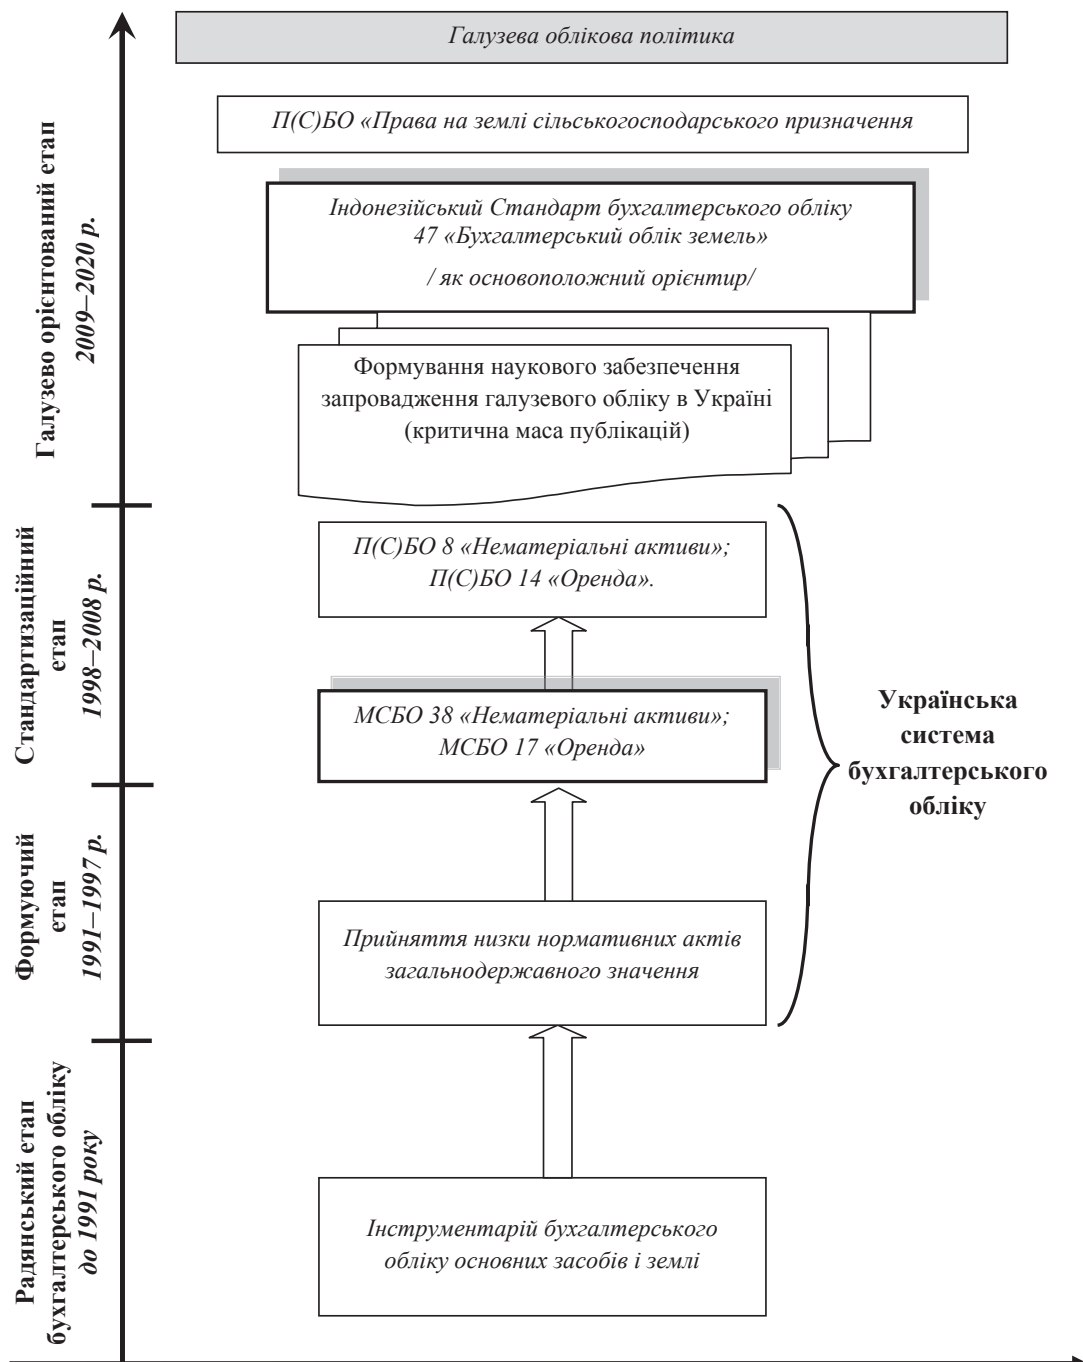 Галузева облікова політика
П(С)БО «Права на землі сільськогосподарського призначення
Індонезійський Стандарт бухгалтерського обліку
47 «Бухгалтерський облік земель»
/ як основоположний орієнтир/
Формування наукового забезпечення
запровадження галузевого обліку в Україні
(критична маса публікацій)
Галузево орієнтований етап
2009–2020 р.
П(С)БО 8 «Нематеріальні активи»;
П(С)БО 14 «Оренда».
МСБО 38 «Нематеріальні активи»;
МСБО 17 «Оренда»
Стандартизаційний
етап
1998–2008 р.
Українська
система
бухгалтерського
обліку
Прийняття низки нормативних актів
загальнодержавного значення
Формуючий
етап
1991–1997 р.
Інструментарій бухгалтерського
обліку основних засобів і землі
Радянський етап
бухгалтерського обліку
до 1991 року